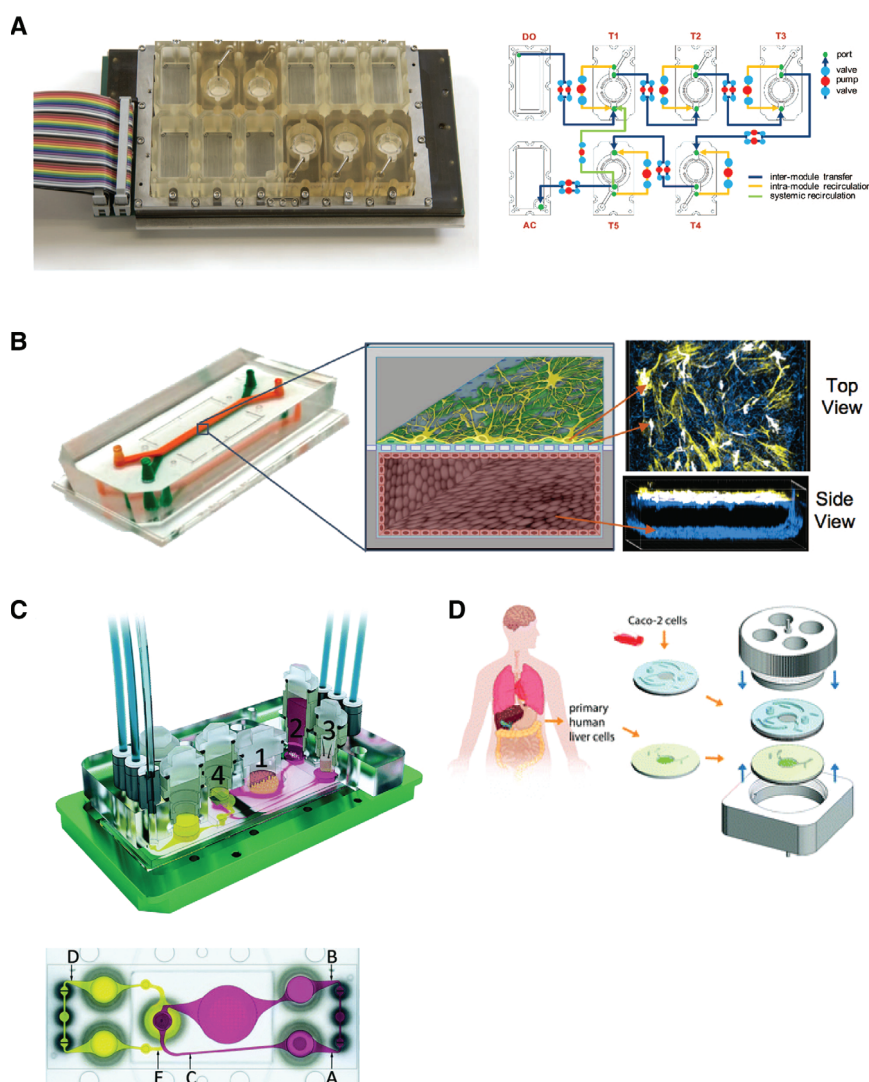 A
DO
T1
T2
T3
port
valve
pump
valve
inter-module transfer
intra-module recirculation
systemic recirculation
AC
T5
T4
B
Top
View
Side
View
C
1
2
3
4
D
B
E
C
A
D
Caco-2 cells
primary
human
liver cells